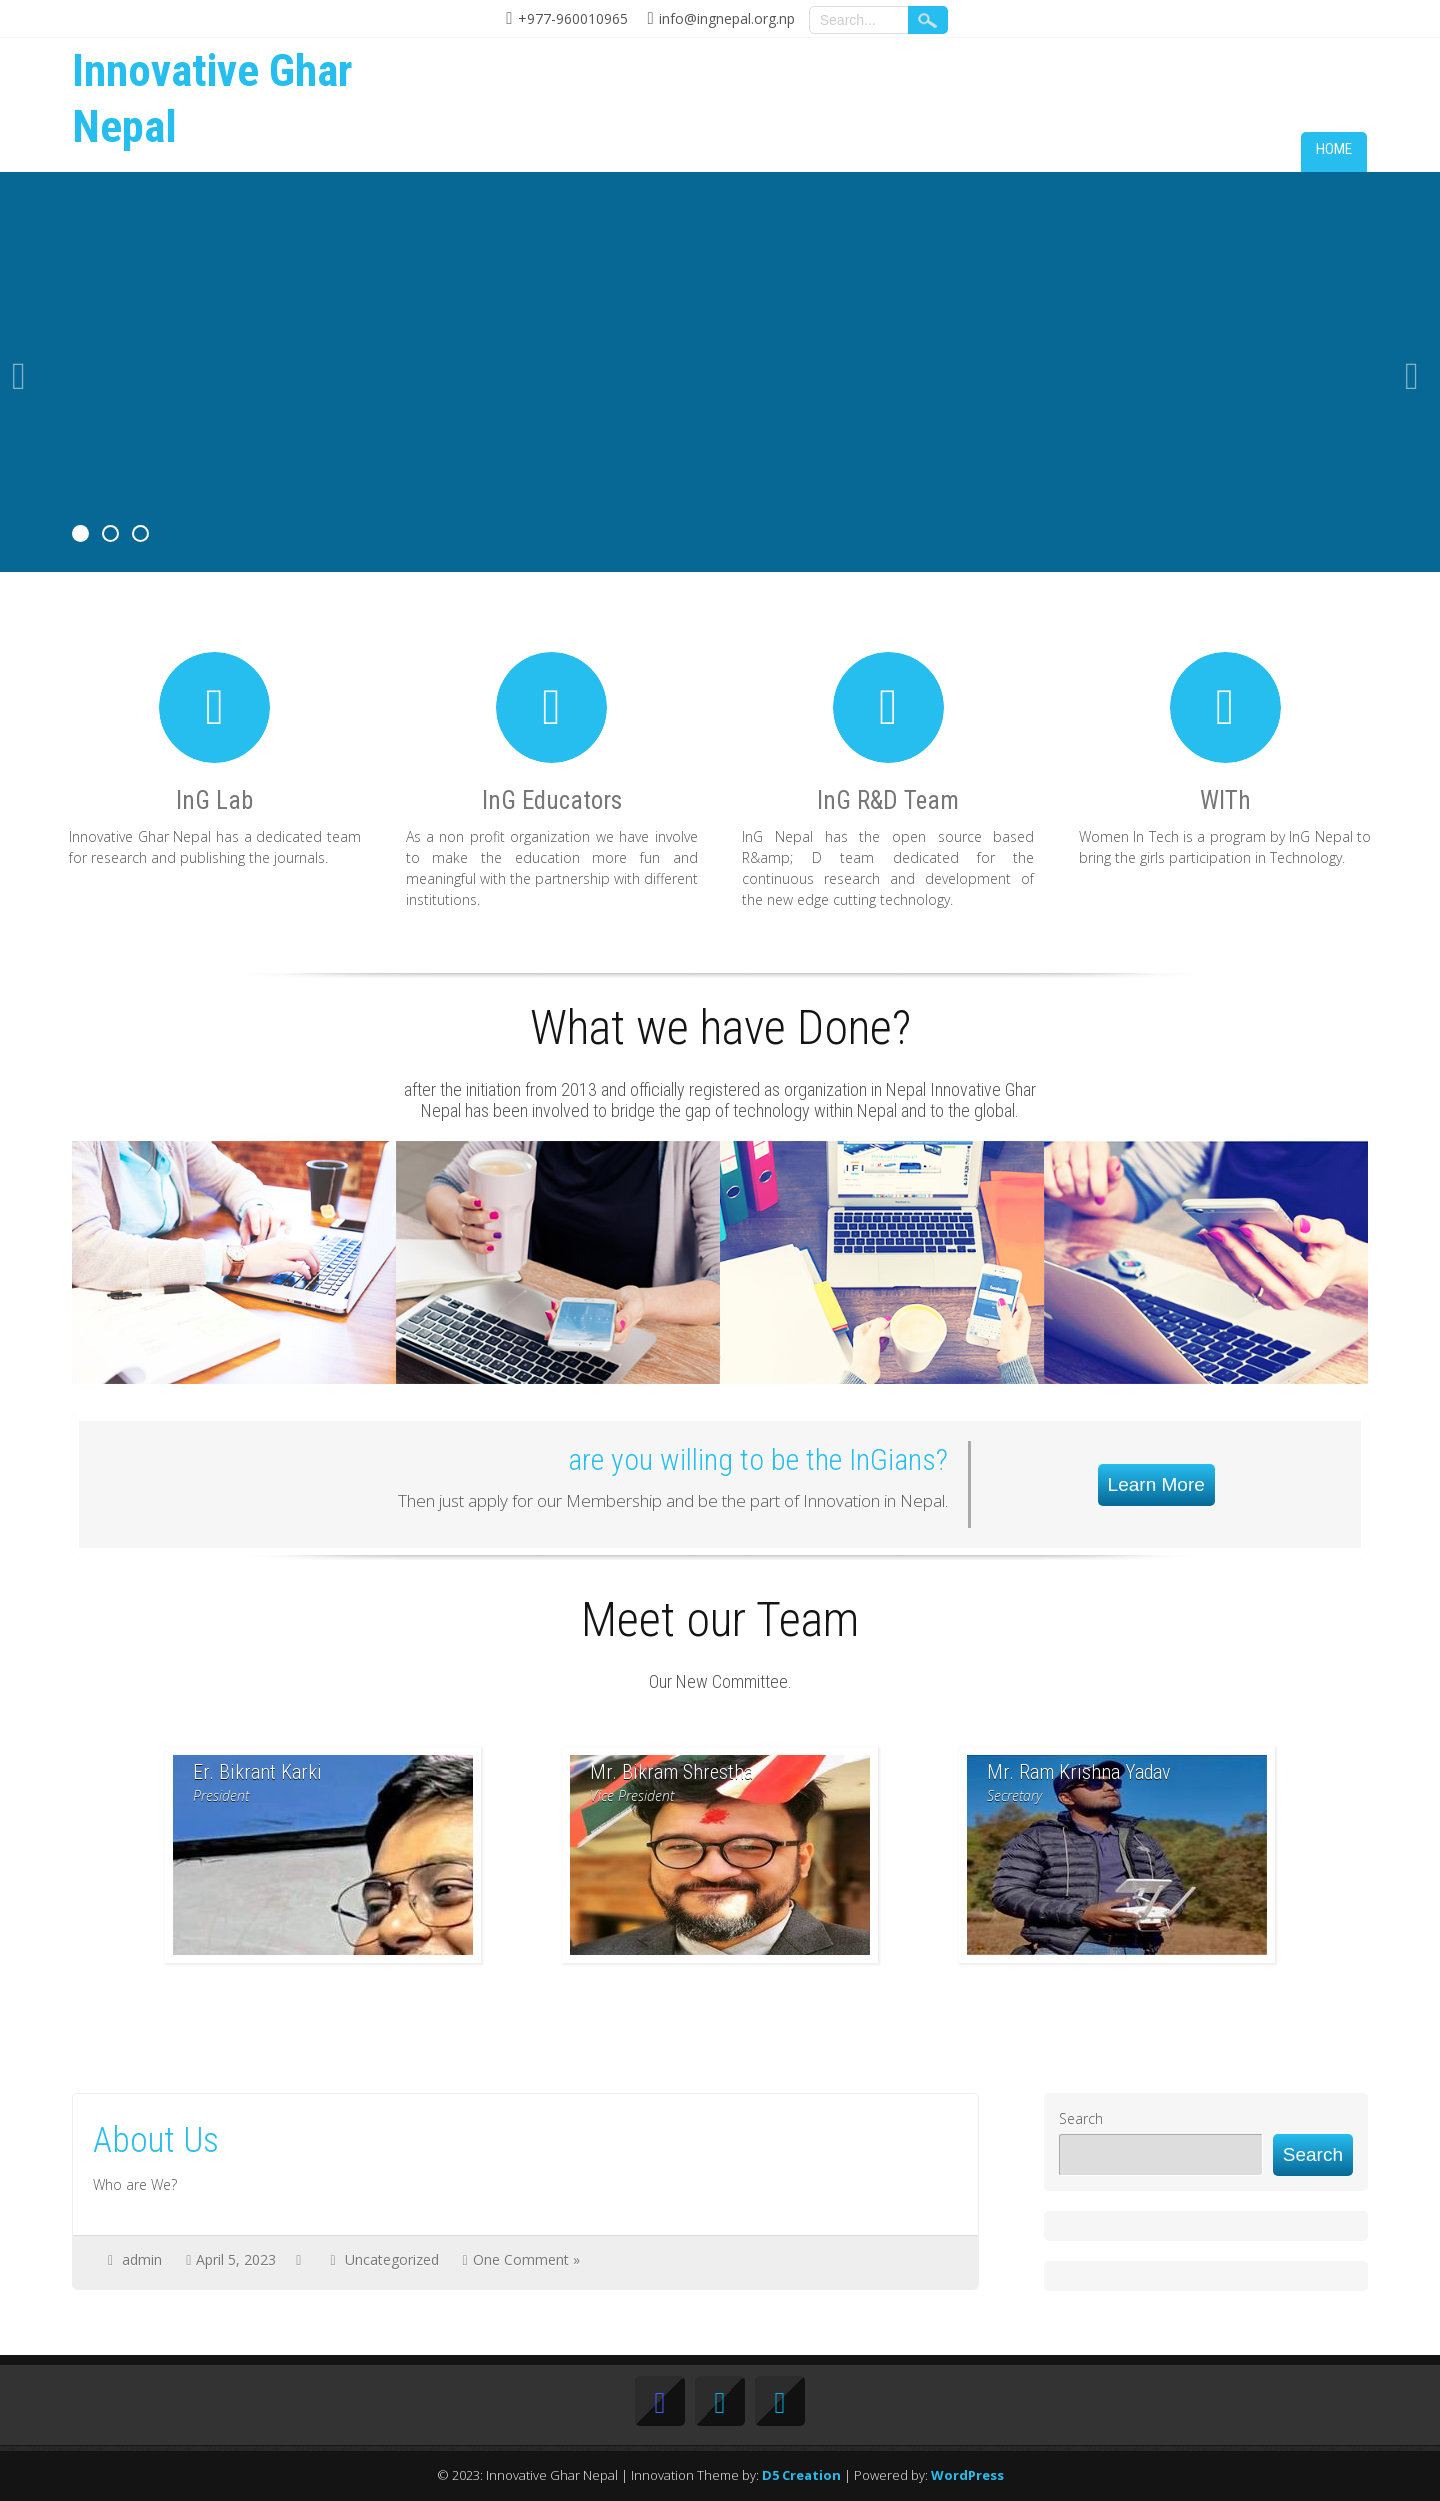 +977-960010965 info@ingnepal.org.np Search...
Innovative Ghar
Nepal
HOME
InG Lab
Innovative Ghar Nepal has a dedicated team
for research and publishing the journals.
InG Educators
As a non profit organization we have involve
to make the education more fun and
meaningful with the partnership with different
institutions.
InG R&D Team
InG Nepal has the open source based
R&amp; D team dedicated for the
continuous research and development of
the new edge cutting technology.
WITh
Women In Tech is a program by InG Nepal to
bring the girls participation in Technology.
What we have Done?
after the initiation from 2013 and officially registered as organization in Nepal Innovative Ghar
Nepal has been involved to bridge the gap of technology within Nepal and to the global.
are you willing to be the InGians?
Then just apply for our Membership and be the part of Innovation in Nepal.
Learn More
Meet our Team
Our New Committee.
Er. Bikrant Karki
President
Mr. Bikram Shrestha
Vice President
Mr. Ram Krishna Yadav
Secretary
About Us
Who are We?
admin April 5, 2023 Uncategorized One Comment »
Search
Search
© 2023: Innovative Ghar Nepal | Innovation Theme by: D5 Creation | Powered by: WordPress